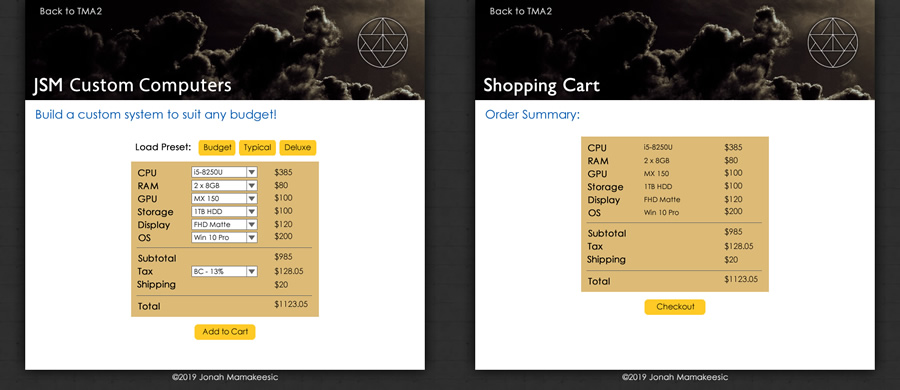 Back to TMA2
JSM Custom Computers
Build a custom system to suit any budget!
Load Preset: Budget Typical Deluxe
CPU i5-8250U $385
RAM 2 x 8GB $80
GPU MX 150 $100
Storage 1TB HDD $100
Display FHD Matte $120
OS Win 10 Pro $200
Subtotal $985
Tax BC - 13% $128.05
Shipping $20
Total $1123.05
Add to Cart
©2019 Jonah Mamakeesic
Back to TMA2
Shopping Cart
Order Summary:
CPU i5-8250U $385
RAM 2 x 8GB $80
GPU MX 150 $100
Storage 1TB HDD $100
Display FHD Matte $120
OS Win 10 Pro $200
Subtotal $985
Tax $128.05
Shipping $20
Total $1123.05
Checkout
©2019 Jonah Mamakeesic